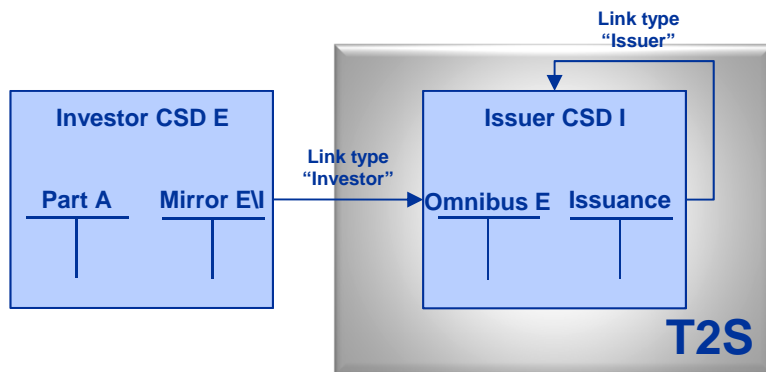 Link type
“Issuer”
Investor CSD E
Issuer CSD I
Link type
“Investor”
Part A
Mirror E\I
Omnibus E
Issuance
T2S